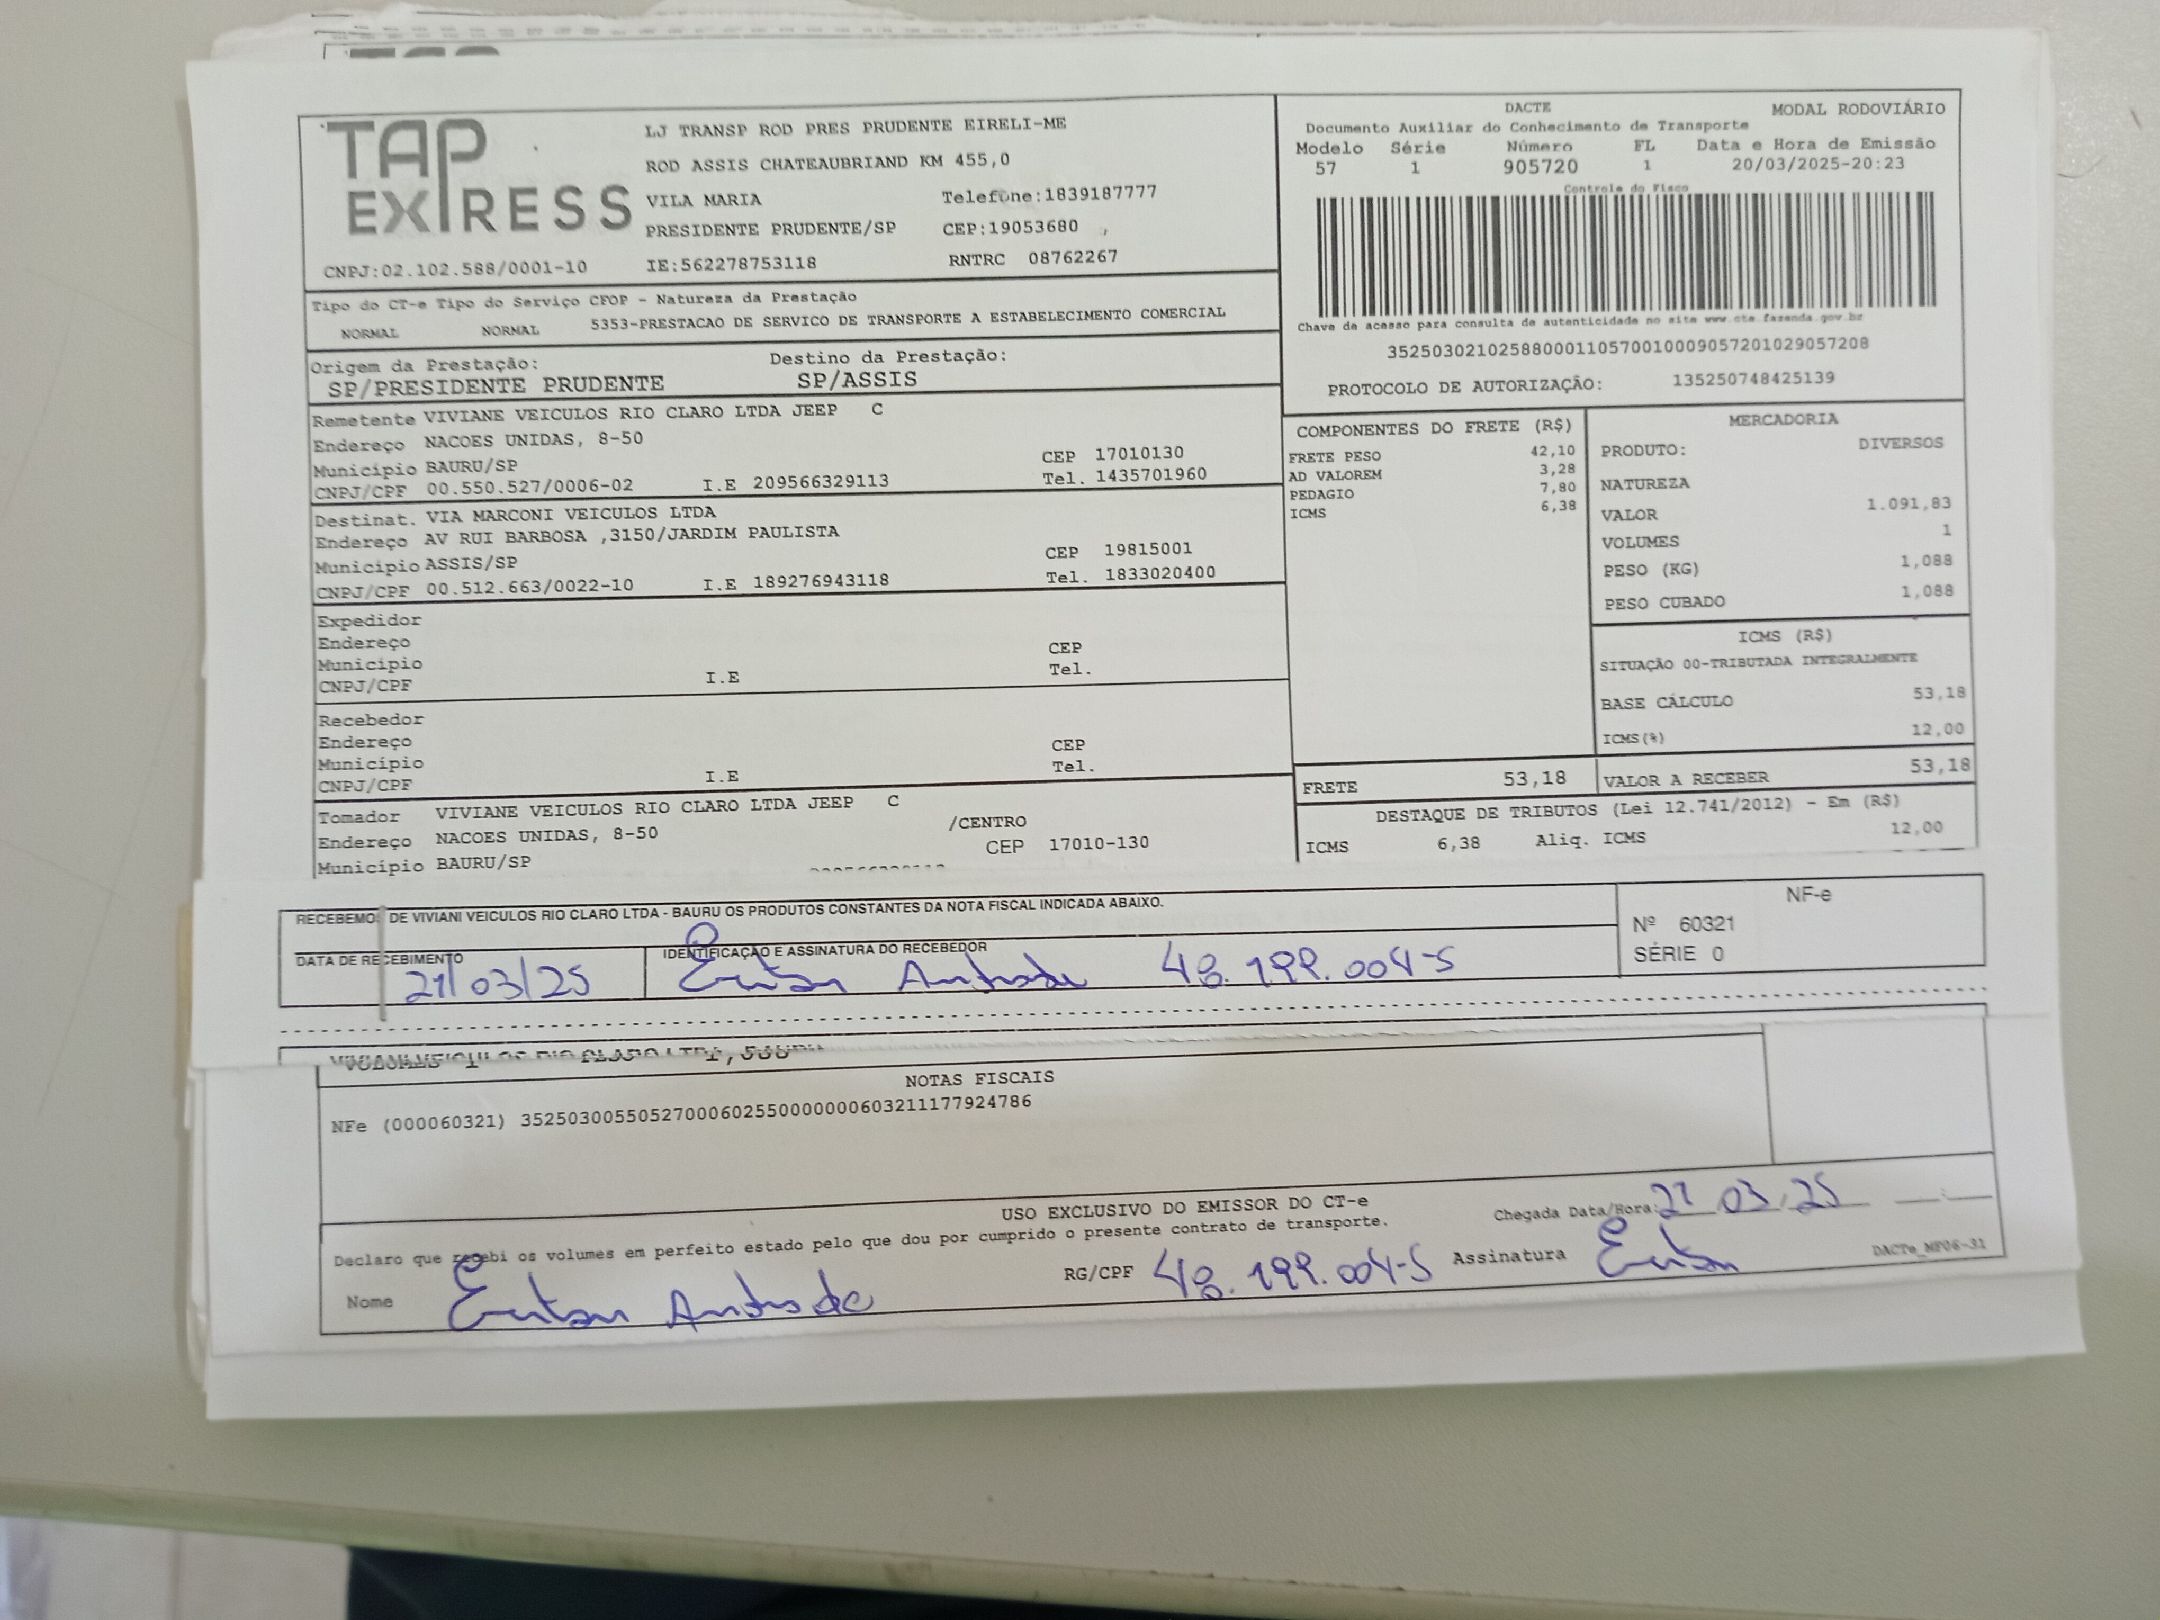 TAP EXPRESS
LJ TRANSP ROD PRES PRUDENTE EIRELI-ME
ROD ASSIS CHATEAUBRIAND KM 455,0
VILA MARIA Telefone:1839187777
PRESIDENTE PRUDENTE/SP CEP:19053680
CNPJ:02.102.588/0001-10 IE:562278753118 RNTRC 08762267
DACTE MODAL RODOVIÁRIO
Documento Auxiliar do Conhecimento de Transporte
Modelo Série Número FL Data e Hora de Emissão
57 1 905720 1 20/03/2025-20:23
Controle do Fisco
Chave de acesso para consulta de autenticidade no site www.cte.fazenda.gov.br
35250302102588000110570010009057201029057208
PROTOCOLO DE AUTORIZAÇÃO: 135250748425139
Tipo do CT-e Tipo do Serviço CFOP - Natureza da Prestação
NORMAL NORMAL 5353-PRESTACAO DE SERVICO DE TRANSPORTE A ESTABELECIMENTO COMERCIAL
Origem da Prestação: Destino da Prestação:
SP/PRESIDENTE PRUDENTE SP/ASSIS
Remetente VIVIANE VEICULOS RIO CLARO LTDA JEEP C
Endereço NACOES UNIDAS, 8-50
Município BAURU/SP CEP 17010130
CNPJ/CPF 00.550.527/0006-02 I.E 209566329113 Tel. 1435701960
Destinat. VIA MARCONI VEICULOS LTDA
Endereço AV RUI BARBOSA ,3150/JARDIM PAULISTA
Município ASSIS/SP CEP 19815001
CNPJ/CPF 00.512.663/0022-10 I.E 189276943118 Tel. 1833020400
Expedidor
Endereço
Município CEP
CNPJ/CPF I.E Tel.
Recebedor
Endereço
Município CEP
CNPJ/CPF I.E Tel.
Tomador VIVIANE VEICULOS RIO CLARO LTDA JEEP C
Endereço NACOES UNIDAS, 8-50 /CENTRO
Município BAURU/SP CEP 17010-130
COMPONENTES DO FRETE (R$)
FRETE PESO 42,10
AD VALOREM 3,28
PEDAGIO 7,80
ICMS 6,38
MERCADORIA
PRODUTO: DIVERSOS
NATUREZA
VALOR 1.091,83
VOLUMES 1
PESO (KG) 1,088
PESO CUBADO 1,088
ICMS (R$)
SITUAÇÃO 00-TRIBUTADA INTEGRALMENTE
BASE CÁLCULO 53,18
ICMS(%) 12,00
FRETE 53,18 VALOR A RECEBER 53,18
DESTAQUE DE TRIBUTOS (Lei 12.741/2012) - Em (R$)
ICMS 6,38 Aliq. ICMS 12,00
RECEBEMOS DE VIVIANI VEICULOS RIO CLARO LTDA - BAURU OS PRODUTOS CONSTANTES DA NOTA FISCAL INDICADA ABAIXO.
DATA DE RECEBIMENTO IDENTIFICAÇÃO E ASSINATURA DO RECEBEDOR
21/03/25 Andrade 48.199.004-5
NF-e
Nº 60321
SÉRIE 0
NOTAS FISCAIS
NFe (000060321) 35250300550527000602550000000603211177924786
USO EXCLUSIVO DO EMISSOR DO CT-e
Declaro que recebi os volumes em perfeito estado pelo que dou por cumprido o presente contrato de transporte.
Chegada Data/Hora: 21 03 25
Nome Andrade RG/CPF 48.199.004-5 Assinatura
DACTe_MP06-31